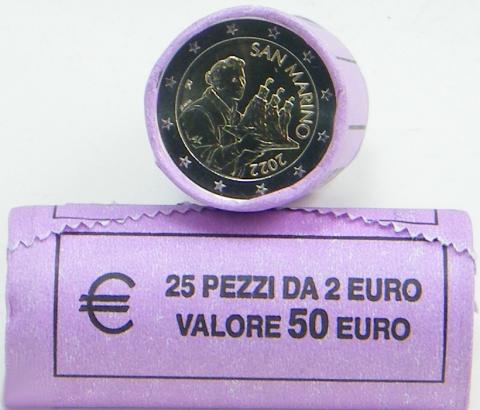 SAN MARINO
2022
€ 25 PEZZI DA 2 EURO
VALORE 50 EURO